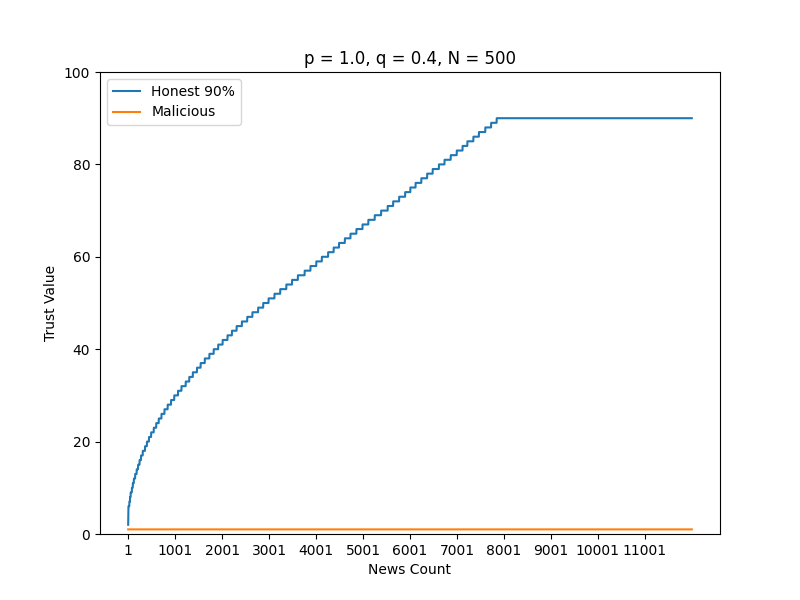 p = 1.0, q = 0.4, N = 500
Honest 90%
Malicious
Trust Value
100
80
60
40
20
0
1 1001 2001 3001 4001 5001 6001 7001 8001 9001 10001 11001
News Count